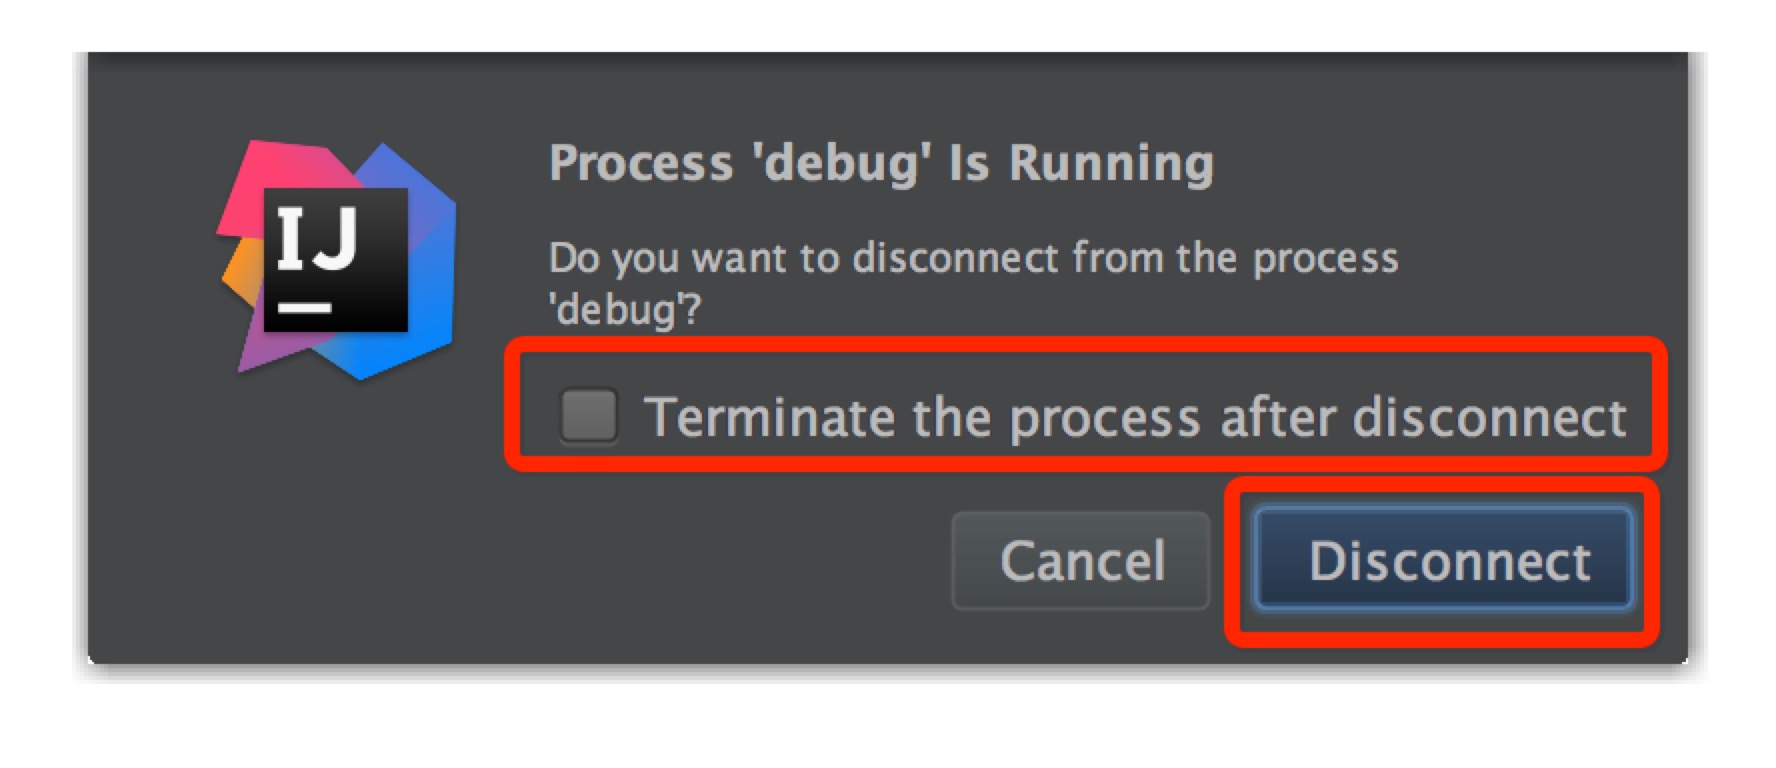 IJ
Process 'debug' Is Running
Do you want to disconnect from the process
'debug'?
Terminate the process after disconnect
Cancel
Disconnect